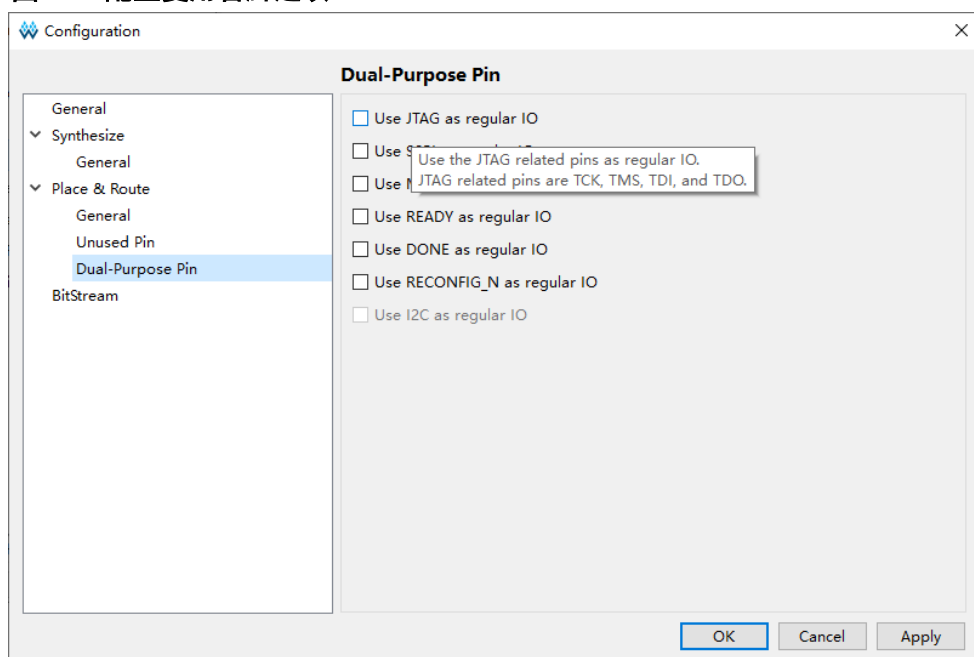 Configuration
Dual-Purpose Pin
General
Synthesize
General
Place & Route
General
Unused Pin
Dual-Purpose Pin
BitStream
Use JTAG as regular IO
Use
Use the JTAG related pins as regular IO.
JTAG related pins are TCK, TMS, TDI, and TDO.
Use
Use READY as regular IO
Use DONE as regular IO
Use RECONFIG_N as regular IO
Use I2C as regular IO
OK Cancel Apply